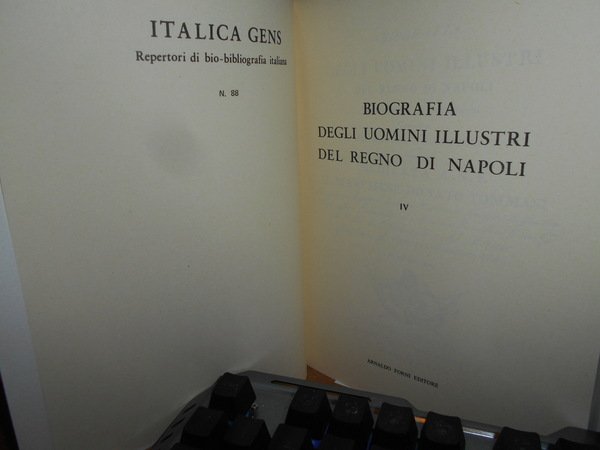 ITALICA GENS
Repertori di bio-bibliografia italiana
N. 88
BIOGRAFIA
DEGLI UOMINI ILLUSTRI
DEL REGNO DI NAPOLI
IV
ARNALDO FORNI EDITORE